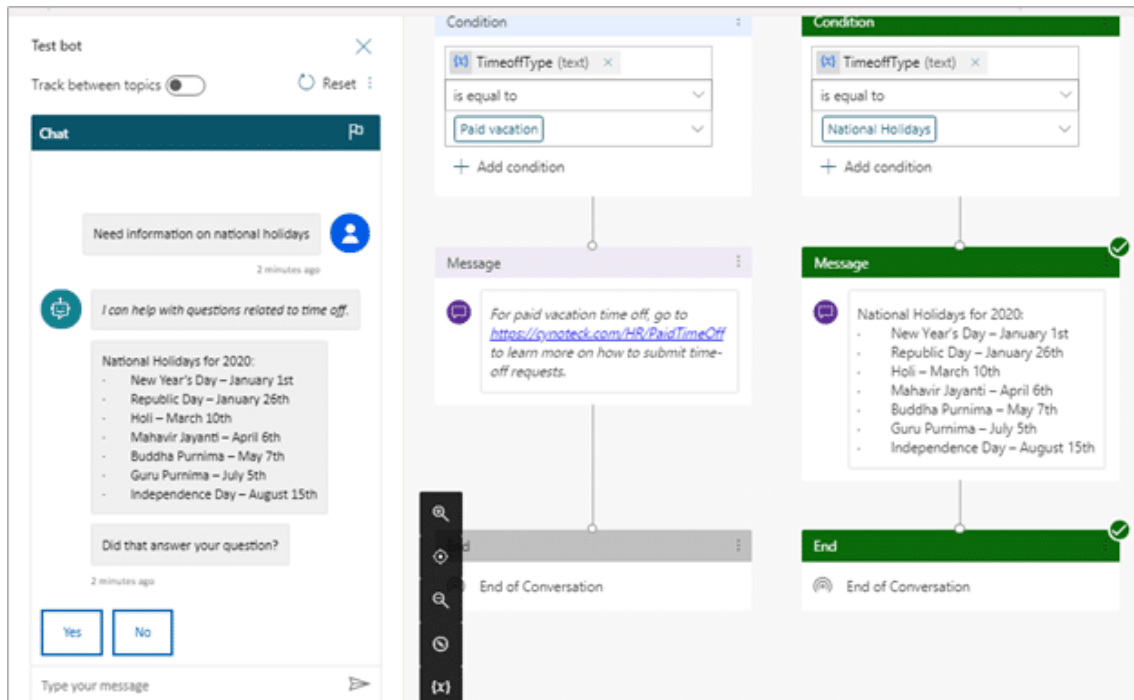 Test bot
Track between topics
Reset
Chat
Need information on national holidays
2 minutes ago
I can help with questions related to time off.
National Holidays for 2020:
- New Year's Day – January 1st
- Republic Day – January 26th
- Holi – March 10th
- Mahavir Jayanti – April 6th
- Buddha Purnima – May 7th
- Guru Purnima – July 5th
- Independence Day – August 15th
Did that answer your question?
2 minutes ago
Yes
No
Type your message
Condition
{x} TimeoffType (text) ×
is equal to
Paid vacation
+ Add condition
Message
For paid vacation time off, go to
https://cynoteck.com/HR/PaidTimeOff
to learn more on how to submit time-
off requests.
End
End of Conversation
{x}
Condition
{x} TimeoffType (text) ×
is equal to
National Holidays
+ Add condition
Message
National Holidays for 2020:
- New Year's Day – January 1st
- Republic Day – January 26th
- Holi – March 10th
- Mahavir Jayanti – April 6th
- Buddha Purnima – May 7th
- Guru Purnima – July 5th
- Independence Day – August 15th
End
End of Conversation